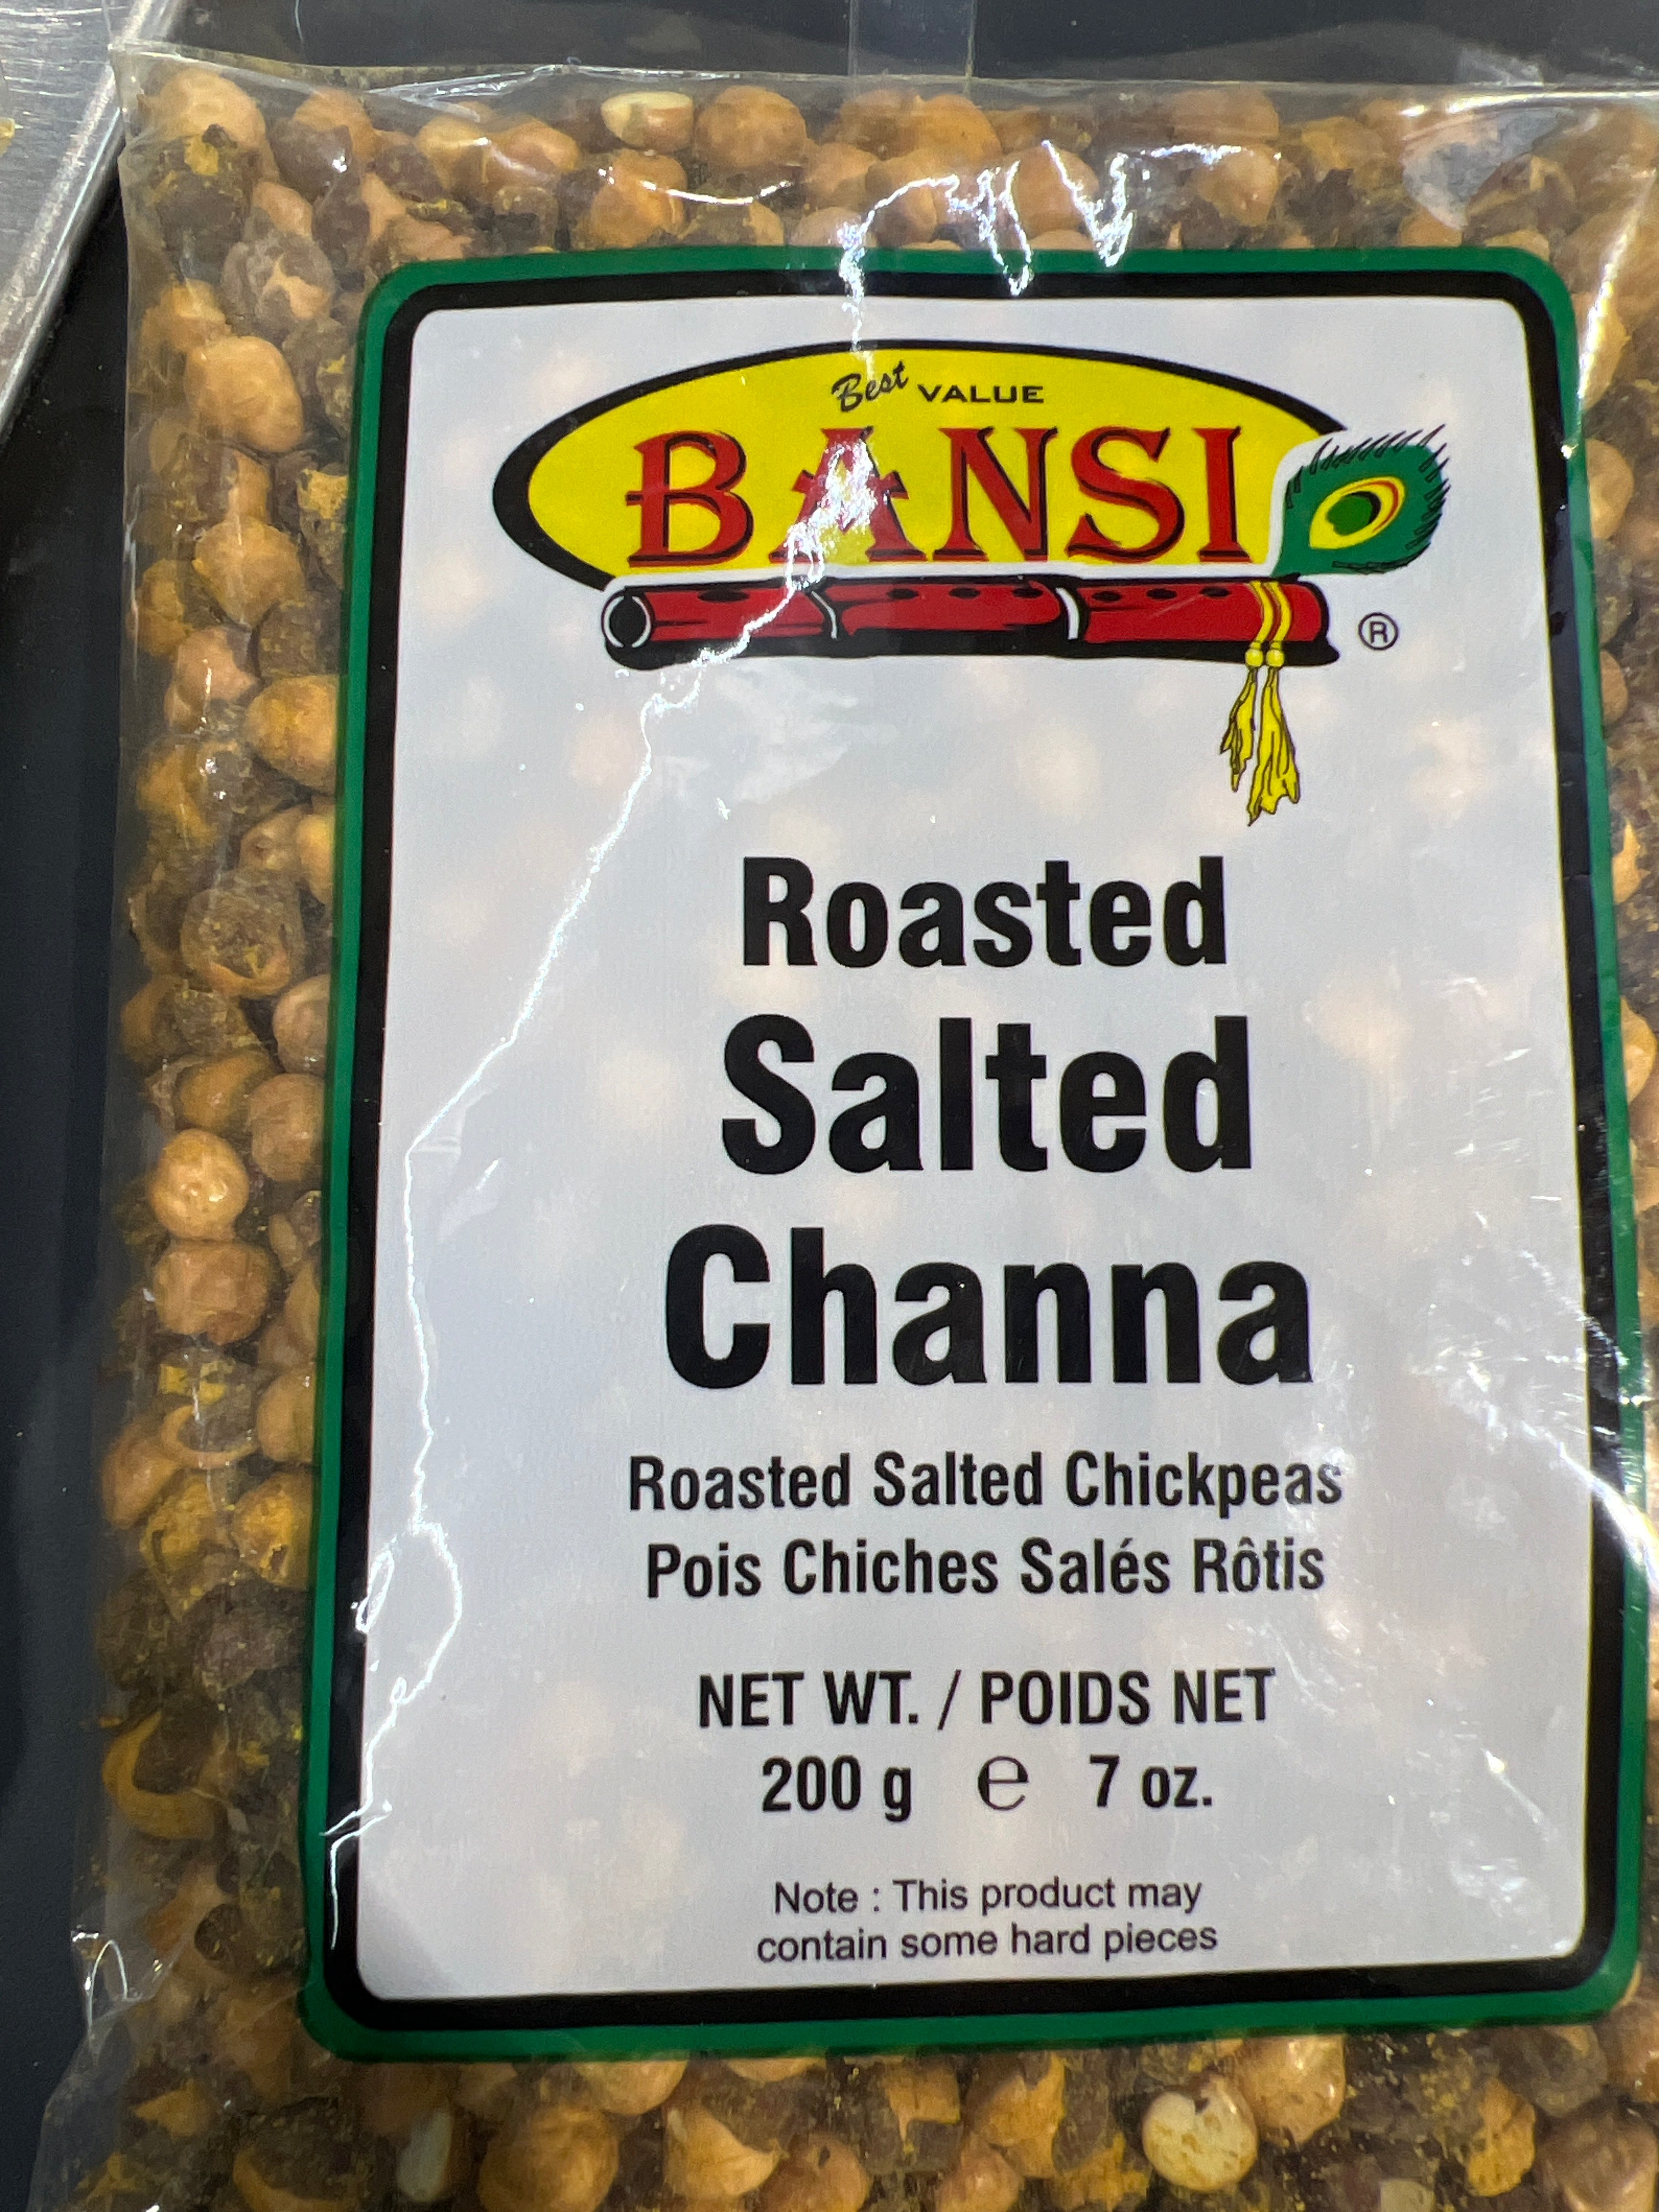 Best VALUE
BANSI
®
Roasted
Salted
Channa
Roasted Salted Chickpeas
Pois Chiches Salés Rôtis
NET WT. / POIDS NET
200 g ℮ 7 oz.
Note : This product may
contain some hard pieces